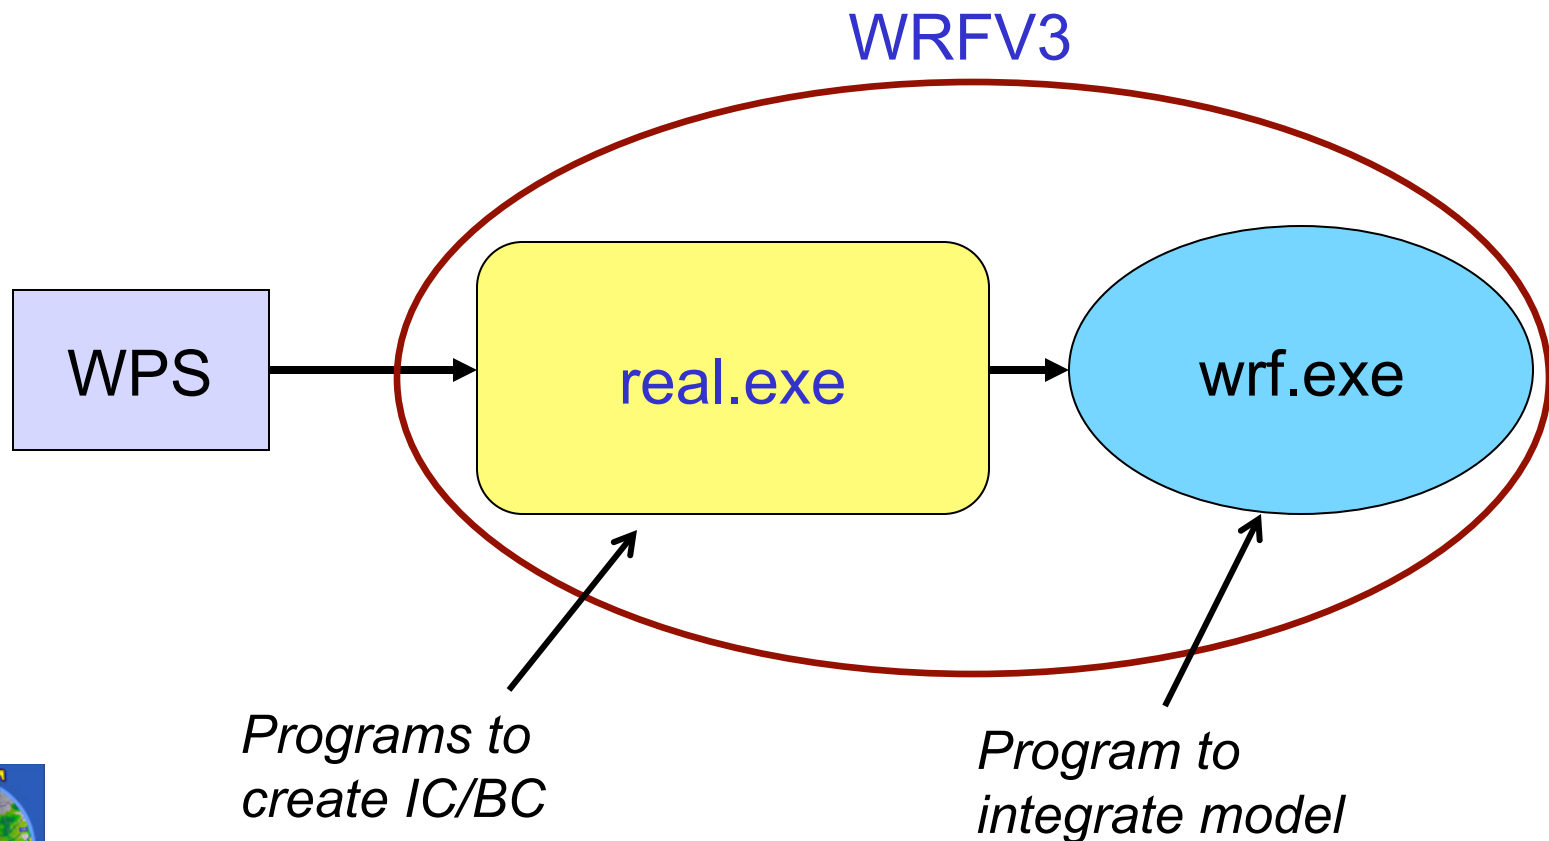 WRFV3
WPS
real.exe
wrf.exe
Programs to
create IC/BC
Program to
integrate model